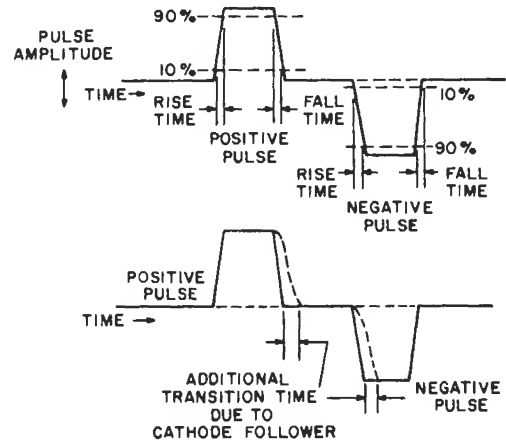 90%
PULSE
AMPLITUDE
10%
TIME
RISE
TIME
FALL
TIME
POSITIVE
PULSE
10%
90%
RISE
TIME
FALL
TIME
NEGATIVE
PULSE
POSITIVE
PULSE
TIME
ADDITIONAL
TRANSITION TIME
DUE TO
CATHODE FOLLOWER
NEGATIVE
PULSE